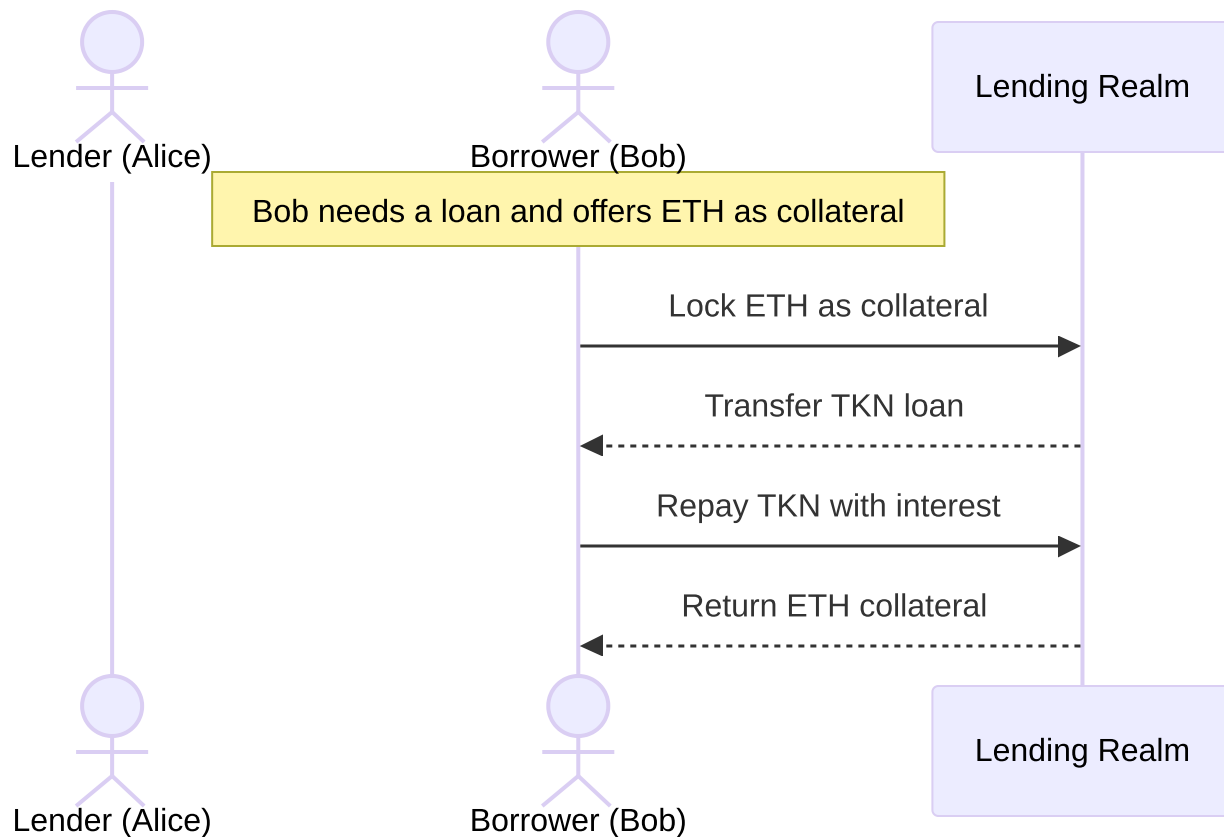 Lender (Alice)
Borrower (Bob)
Lending Realm
Bob needs a loan and offers ETH as collateral
Lock ETH as collateral
Transfer TKN loan
Repay TKN with interest
Return ETH collateral
Lender (Alice)
Borrower (Bob)
Lending Realm